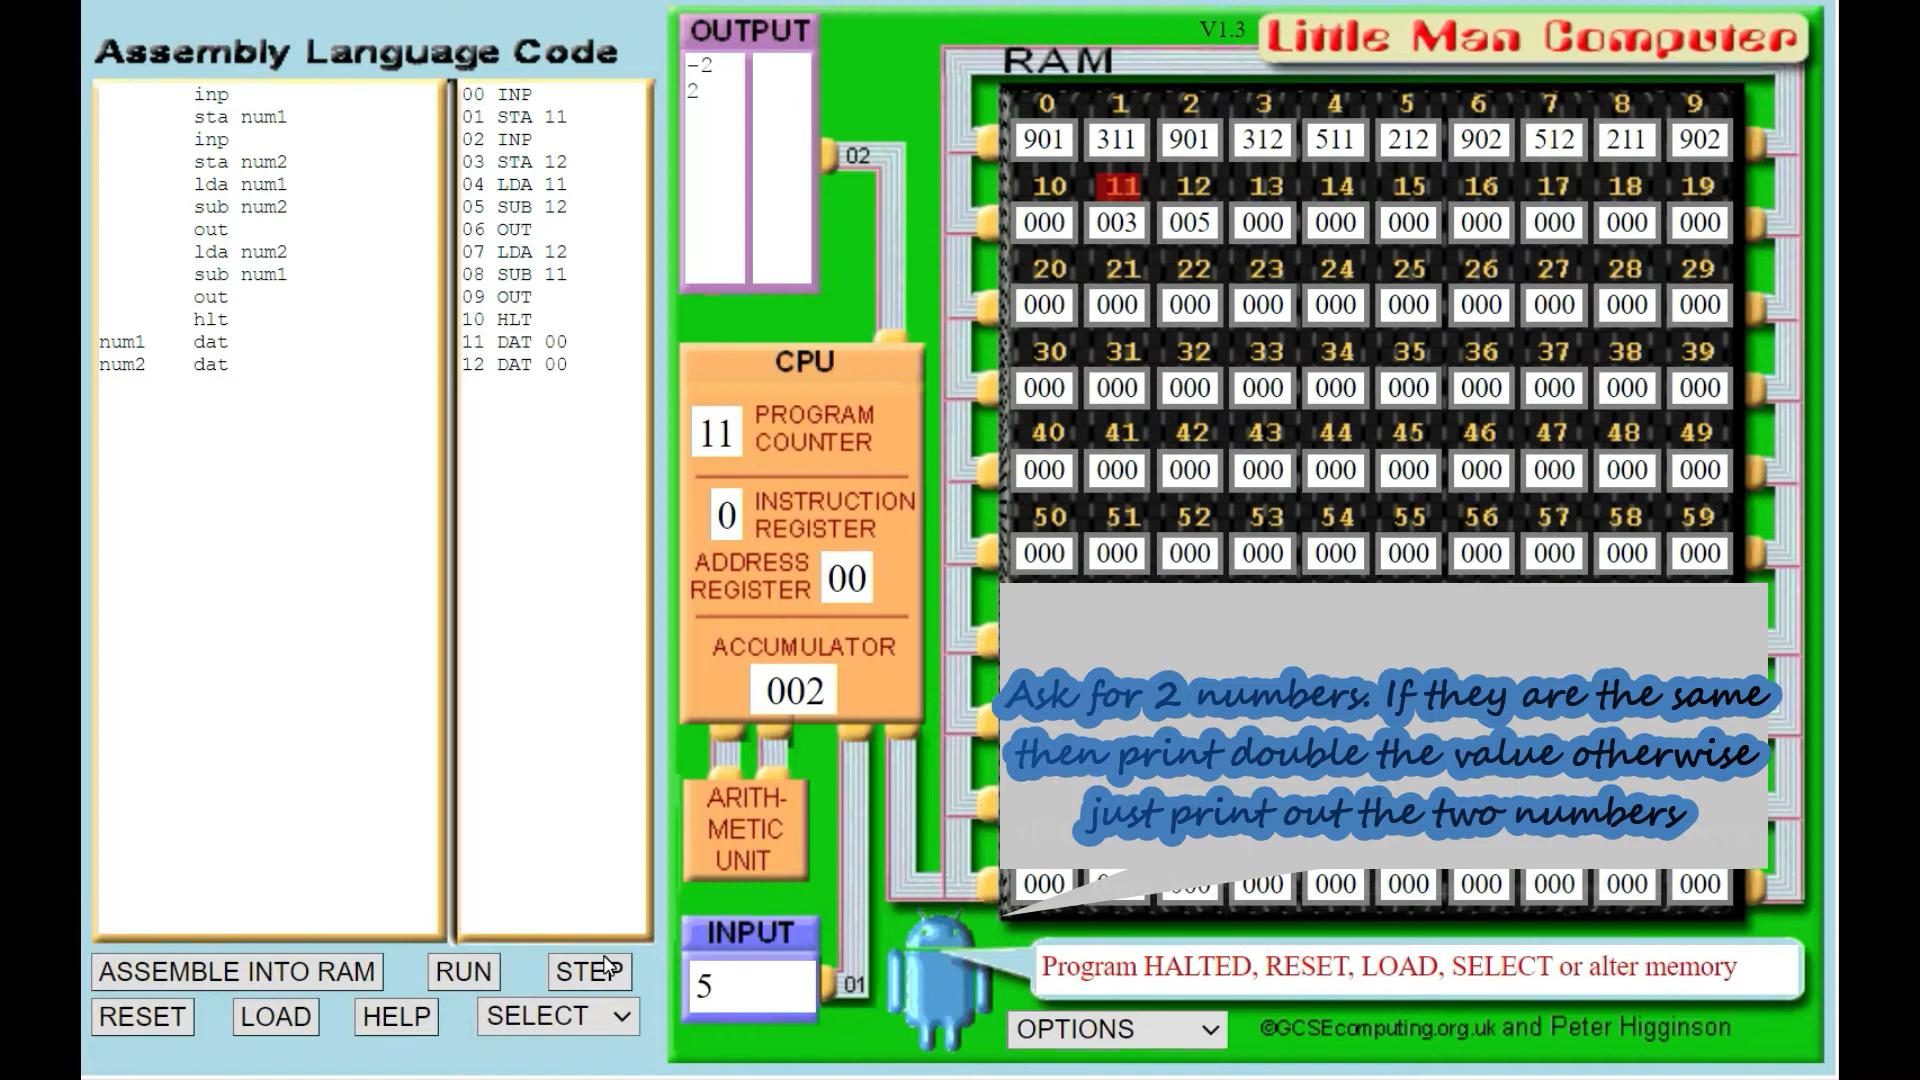 Assembly Language Code
inp
sta num1
inp
sta num2
lda num1
sub num2
out
lda num2
sub num1
out
hlt
num1 dat
num2 dat
00 INP
01 STA 11
02 INP
03 STA 12
04 LDA 11
05 SUB 12
06 OUT
07 LDA 12
08 SUB 11
09 OUT
10 HLT
11 DAT 00
12 DAT 00
ASSEMBLE INTO RAM RUN STEP
RESET LOAD HELP SELECT
OUTPUT
-2
2
02
CPU
11 PROGRAM COUNTER
0 INSTRUCTION REGISTER
ADDRESS REGISTER 00
ACCUMULATOR
002
ARITH-
METIC
UNIT
INPUT
5
01
V1.3
Little Man Computer
RAM
0 1 2 3 4 5 6 7 8 9
901 311 901 312 511 212 902 512 211 902
10 11 12 13 14 15 16 17 18 19
000 003 005 000 000 000 000 000 000 000
20 21 22 23 24 25 26 27 28 29
000 000 000 000 000 000 000 000 000 000
30 31 32 33 34 35 36 37 38 39
000 000 000 000 000 000 000 000 000 000
40 41 42 43 44 45 46 47 48 49
000 000 000 000 000 000 000 000 000 000
50 51 52 53 54 55 56 57 58 59
000 000 000 000 000 000 000 000 000 000
Ask for 2 numbers. If they are the same
then print double the value otherwise
just print out the two numbers
000 000 000 000 000 000 000 000
Program HALTED, RESET, LOAD, SELECT or alter memory
OPTIONS
©GCSEcomputing.org.uk and Peter Higginson